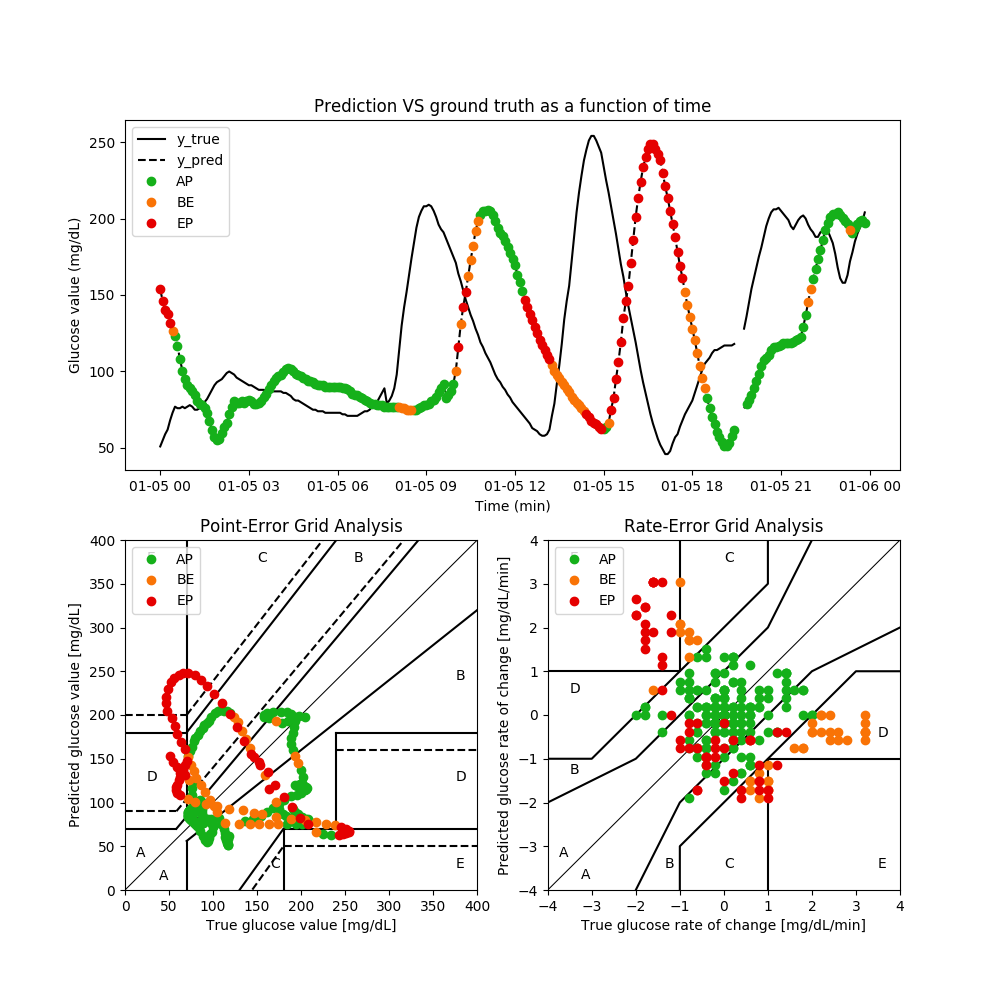 Prediction VS ground truth as a function of time
Glucose value (mg/dL)
250
200
150
100
50
y_true
y_pred
AP
BE
EP
01-05 00
01-05 03
01-05 06
01-05 09
01-05 12
01-05 15
01-05 18
01-05 21
01-06 00
Time (min)
Point-Error Grid Analysis
Predicted glucose value [mg/dL]
400
350
300
250
200
150
100
50
0
AP
BE
EP
C
B
B
D
D
A
A
C
E
0
50
100
150
200
250
300
350
400
True glucose value [mg/dL]
Rate-Error Grid Analysis
Predicted glucose rate of change [mg/dL/min]
4
3
2
1
0
−1
−2
−3
−4
AP
BE
EP
C
D
D
B
A
A
B
C
E
−4
−3
−2
−1
0
1
2
3
4
True glucose rate of change [mg/dL/min]